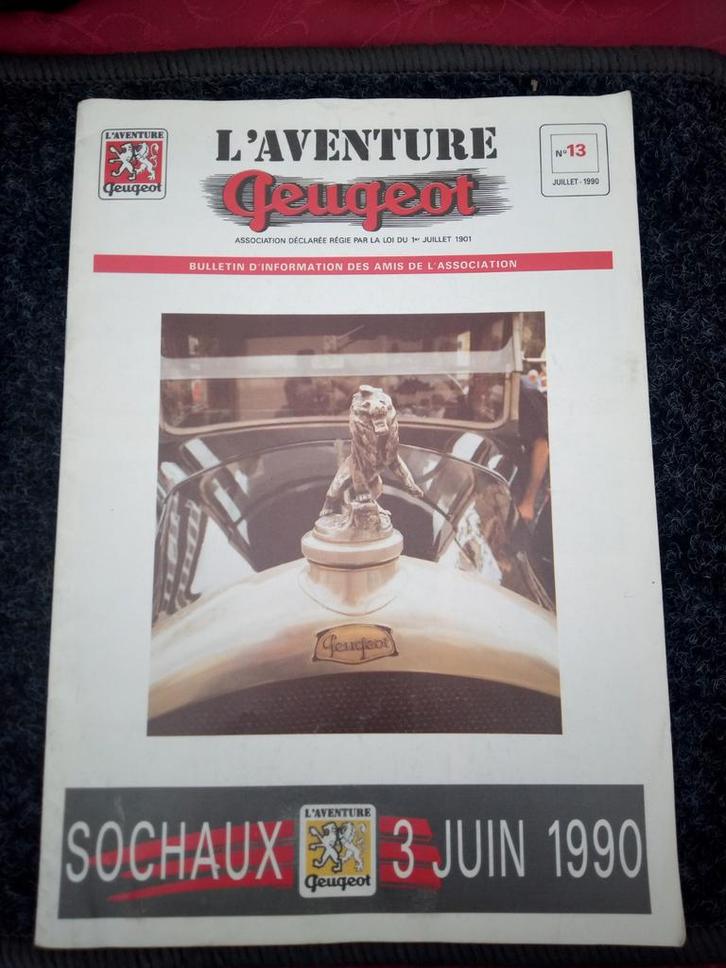 L'AVENTURE
Peugeot
L'AVENTURE
Peugeot
N° 13
JUILLET - 1990
ASSOCIATION DÉCLARÉE RÉGIE PAR LA LOI DU 1er JUILLET 1901
BULLETIN D'INFORMATION DES AMIS DE L'ASSOCIATION
Peugeot
SOCHAUX
L'AVENTURE
Peugeot
3 JUIN 1990